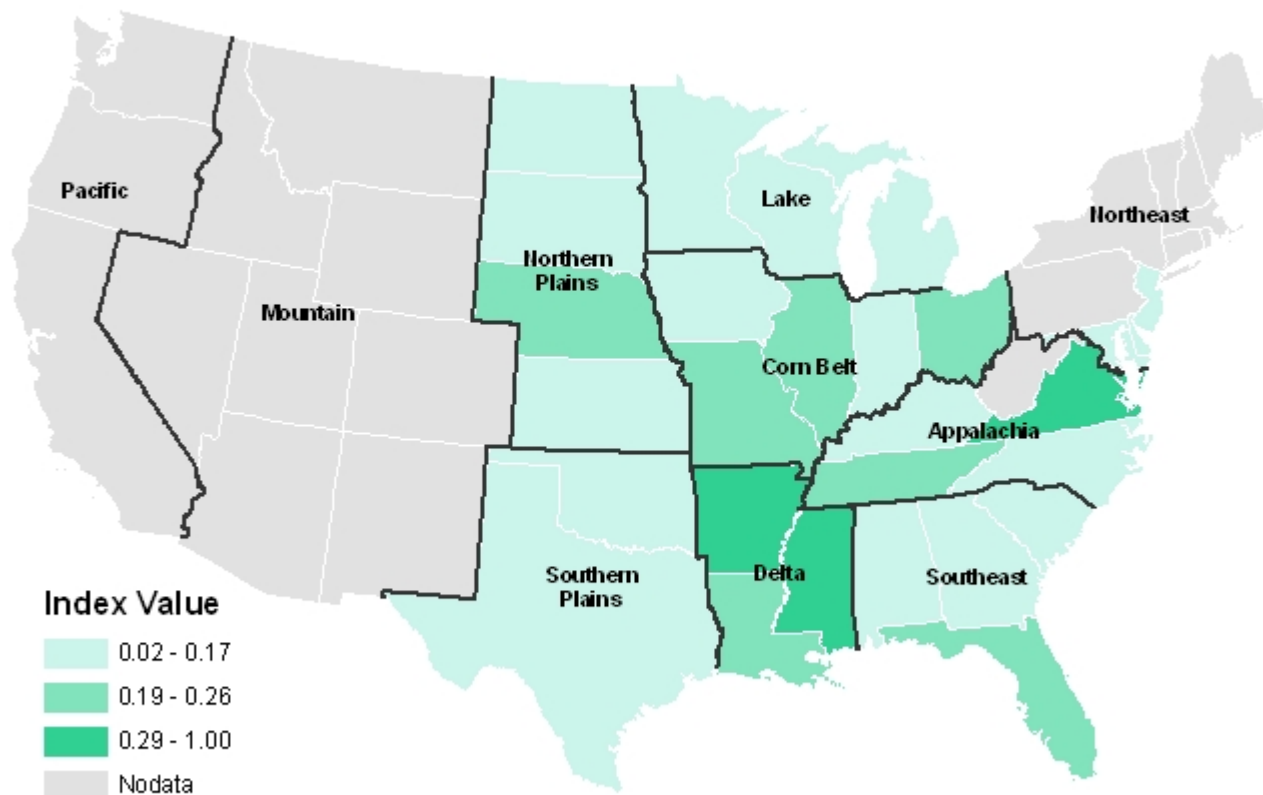 Pacific
Lake
Northeast
Northern
Plains
Mountain
Corn Belt
Appalachia
Southern
Plains
Delta
Southeast
Index Value
0.02 - 0.17
0.19 - 0.26
0.29 - 1.00
Nodata